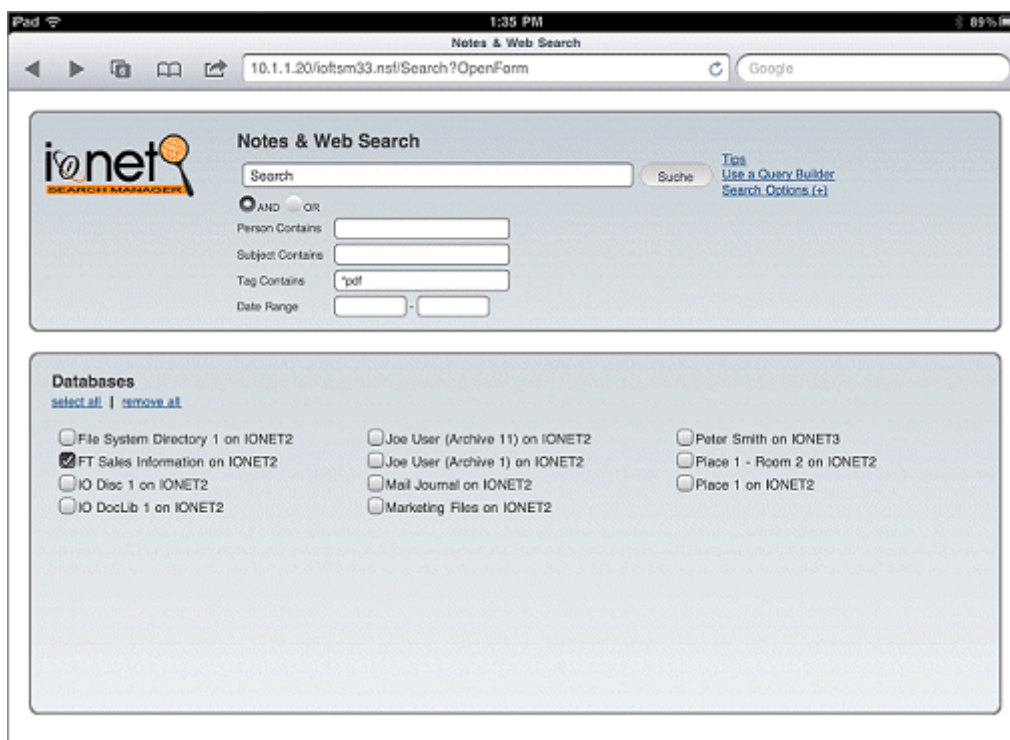 iPad 1:35 PM 89%
Notes & Web Search
10.1.1.20/ioftsm33.nsf/Search?OpenForm Google
ionet
SEARCH MANAGER
Notes & Web Search
Search Suche
Tips
Use a Query Builder
Search Options (+)
AND OR
Person Contains
Subject Contains
Tag Contains *pdf
Date Range -
Databases
select all | remove all
File System Directory 1 on IONET2 Joe User (Archive 11) on IONET2 Peter Smith on IONET3
FT Sales Information on IONET2 Joe User (Archive 1) on IONET2 Place 1 - Room 2 on IONET2
IO Disc 1 on IONET2 Mail Journal on IONET2 Place 1 on IONET2
IO DocLib 1 on IONET2 Marketing Files on IONET2